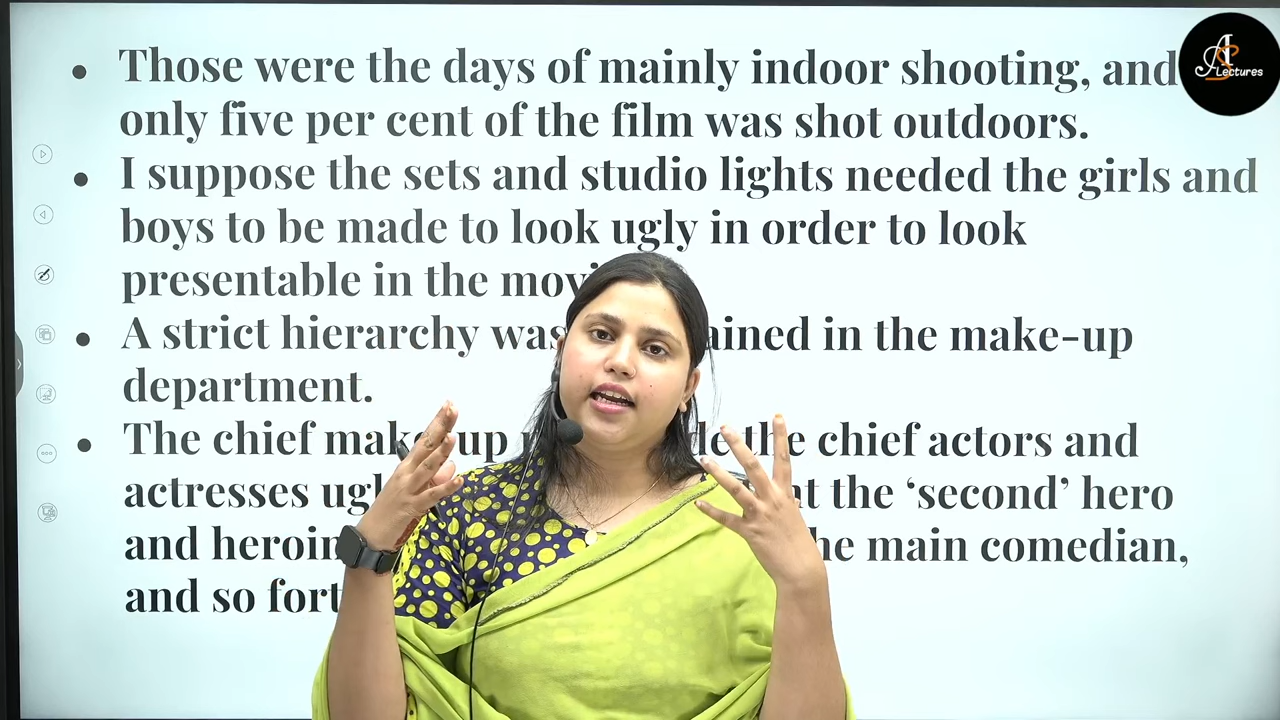 • Those were the days of mainly indoor shooting, and
only five per cent of the film was shot outdoors.
• I suppose the sets and studio lights needed the girls and
boys to be made to look ugly in order to look
presentable in the
• A strict hierarchy was in the make-up
department.
• The chief make-up the chief actors and
actresses the ‘second’ hero
and main comedian,
and so
AS Lectures